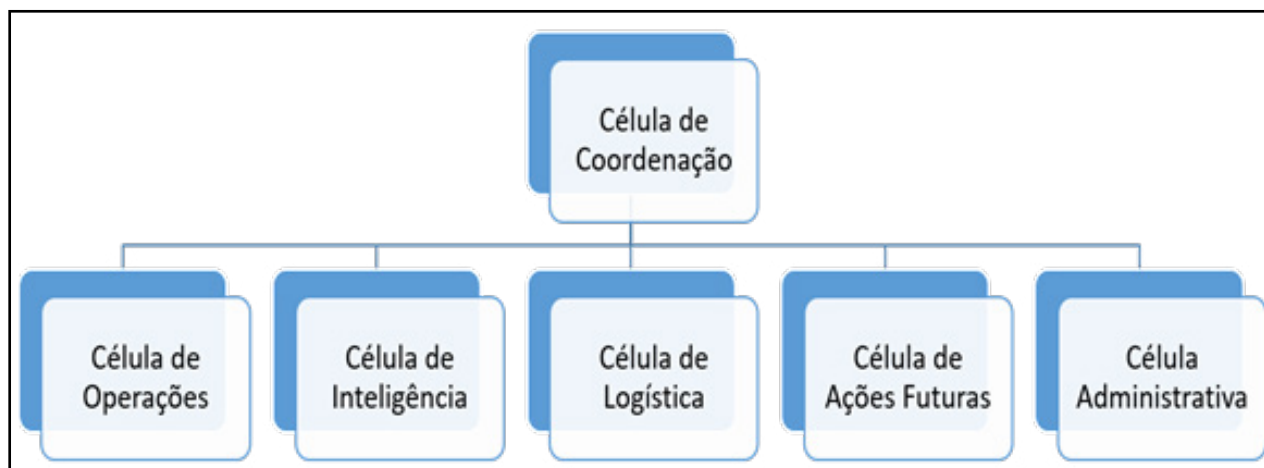 Célula de
Coordenação
Célula de
Operações
Célula de
Inteligência
Célula de
Logística
Célula de
Ações Futuras
Célula
Administrativa